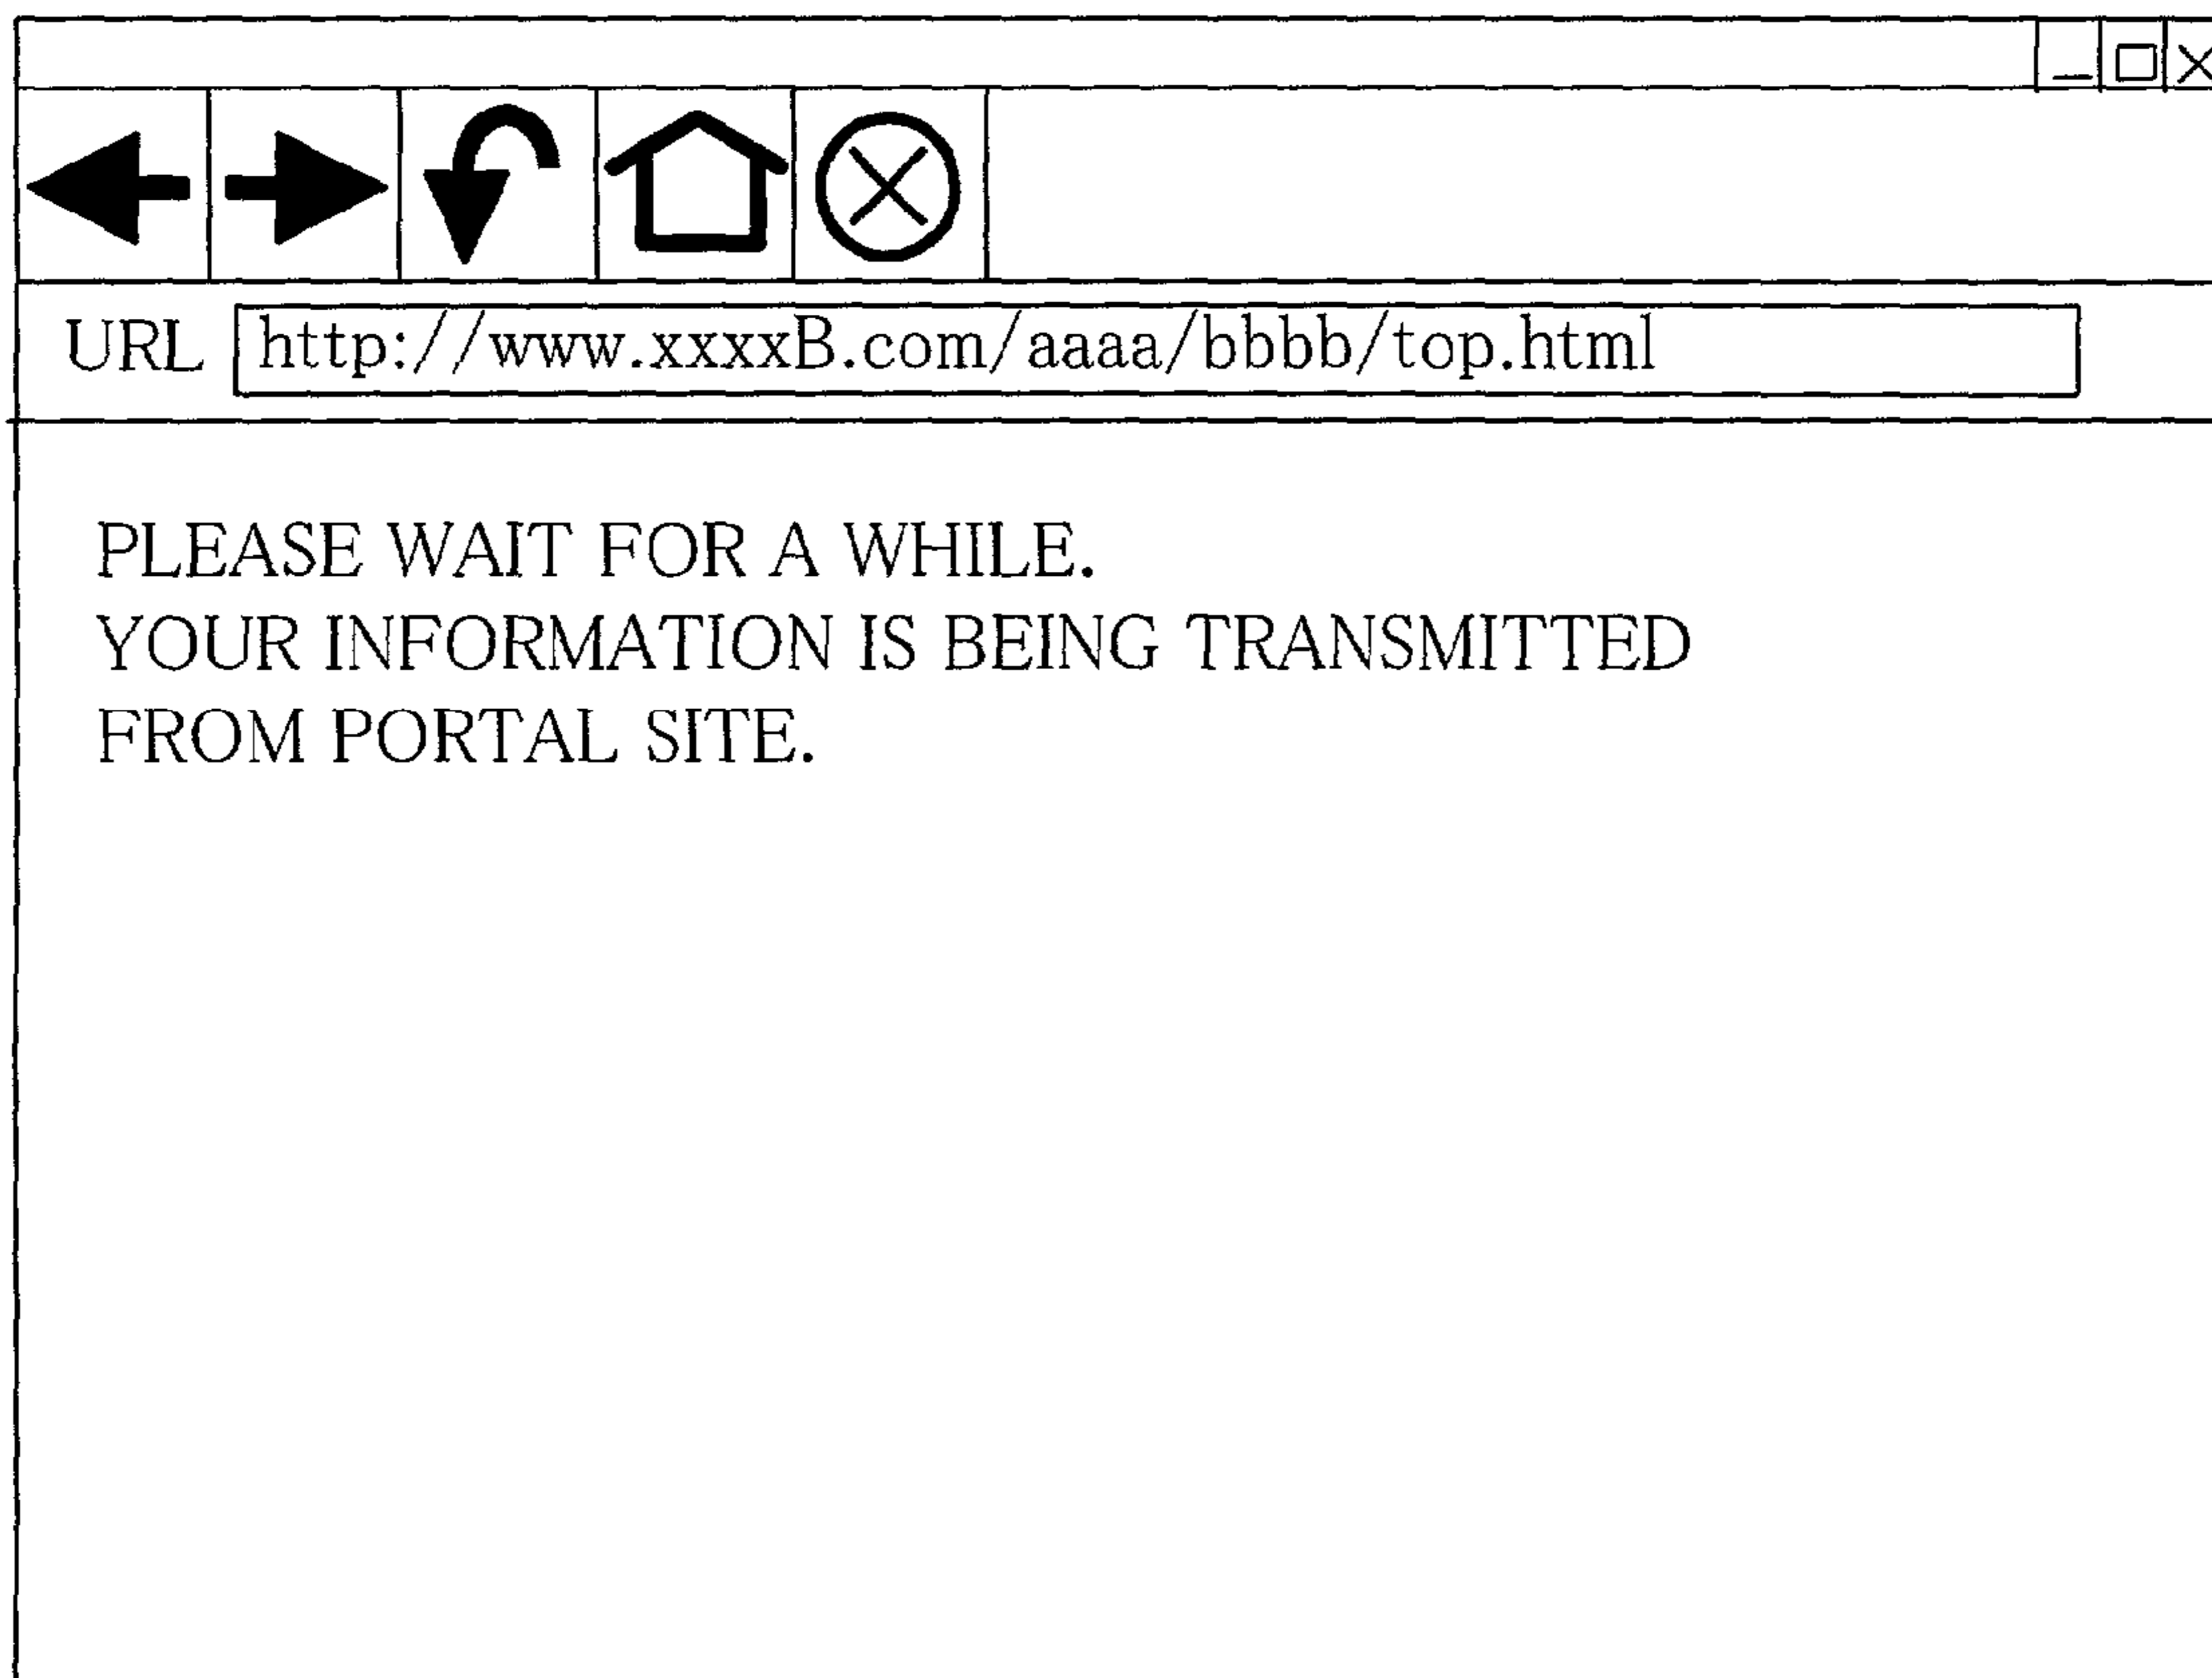 URL http://www.xxxxB.com/aaaa/bbbb/top.html
PLEASE WAIT FOR A WHILE.
YOUR INFORMATION IS BEING TRANSMITTED
FROM PORTAL SITE.